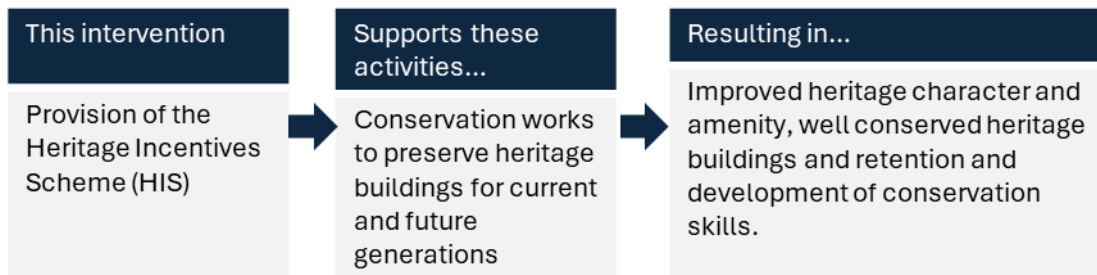 This intervention
Provision of the
Heritage Incentives
Scheme (HIS)
Supports these
activities...
Conservation works
to preserve heritage
buildings for current
and future
generations
Resulting in...
Improved heritage character and
amenity, well conserved heritage
buildings and retention and
development of conservation
skills.